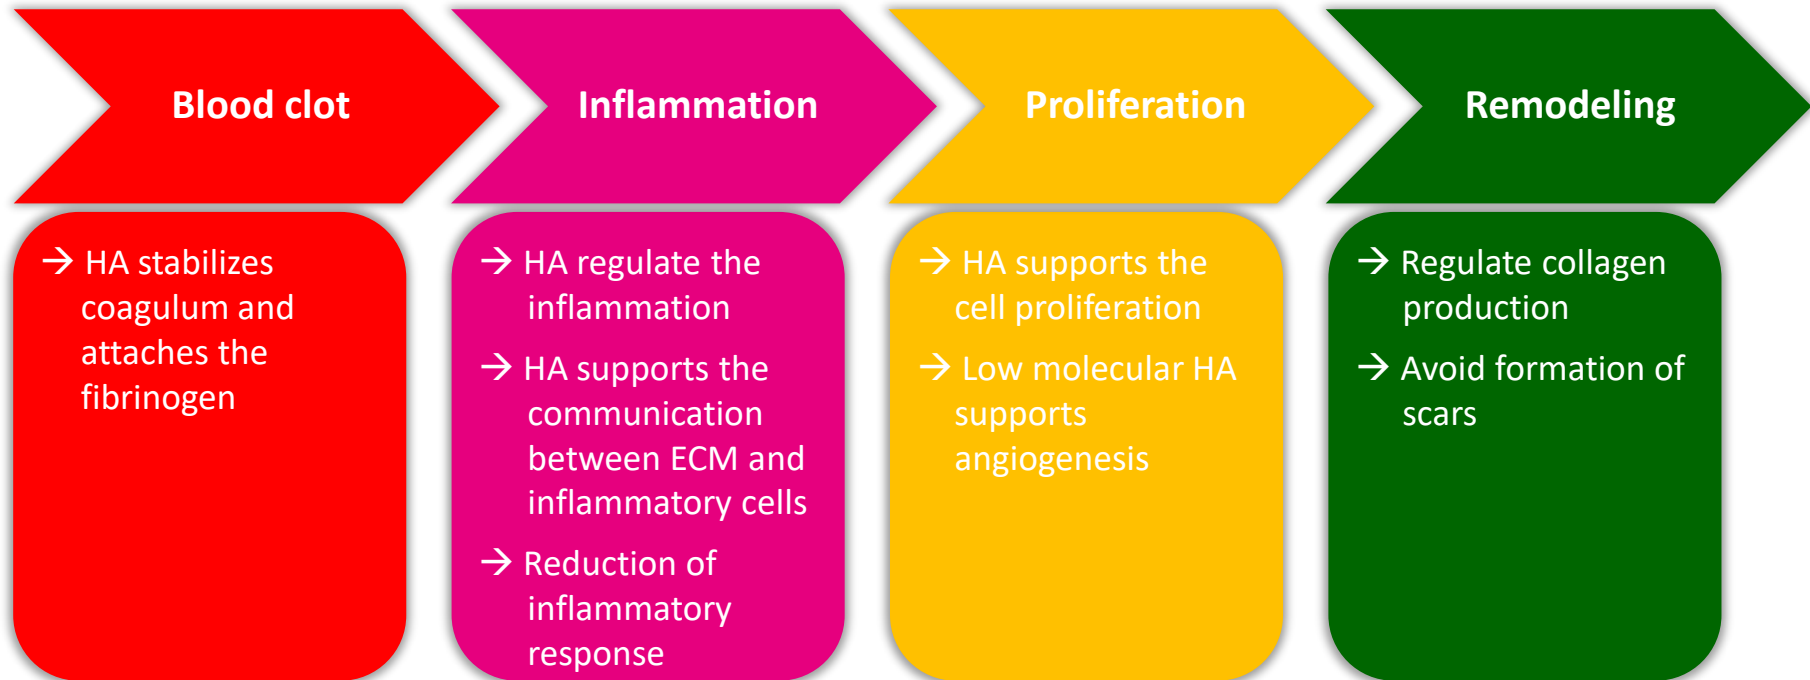 Blood clot
Inflammation
Proliferation
Remodeling
→ HA stabilizes
coagulum and
attaches the
fibrinogen
→ HA regulate the
inflammation
→ HA supports the
communication
between ECM and
inflammatory cells
→ Reduction of
inflammatory
response
→ HA supports the
cell proliferation
→ Low molecular HA
supports
angiogenesis
→ Regulate collagen
production
→ Avoid formation of
scars